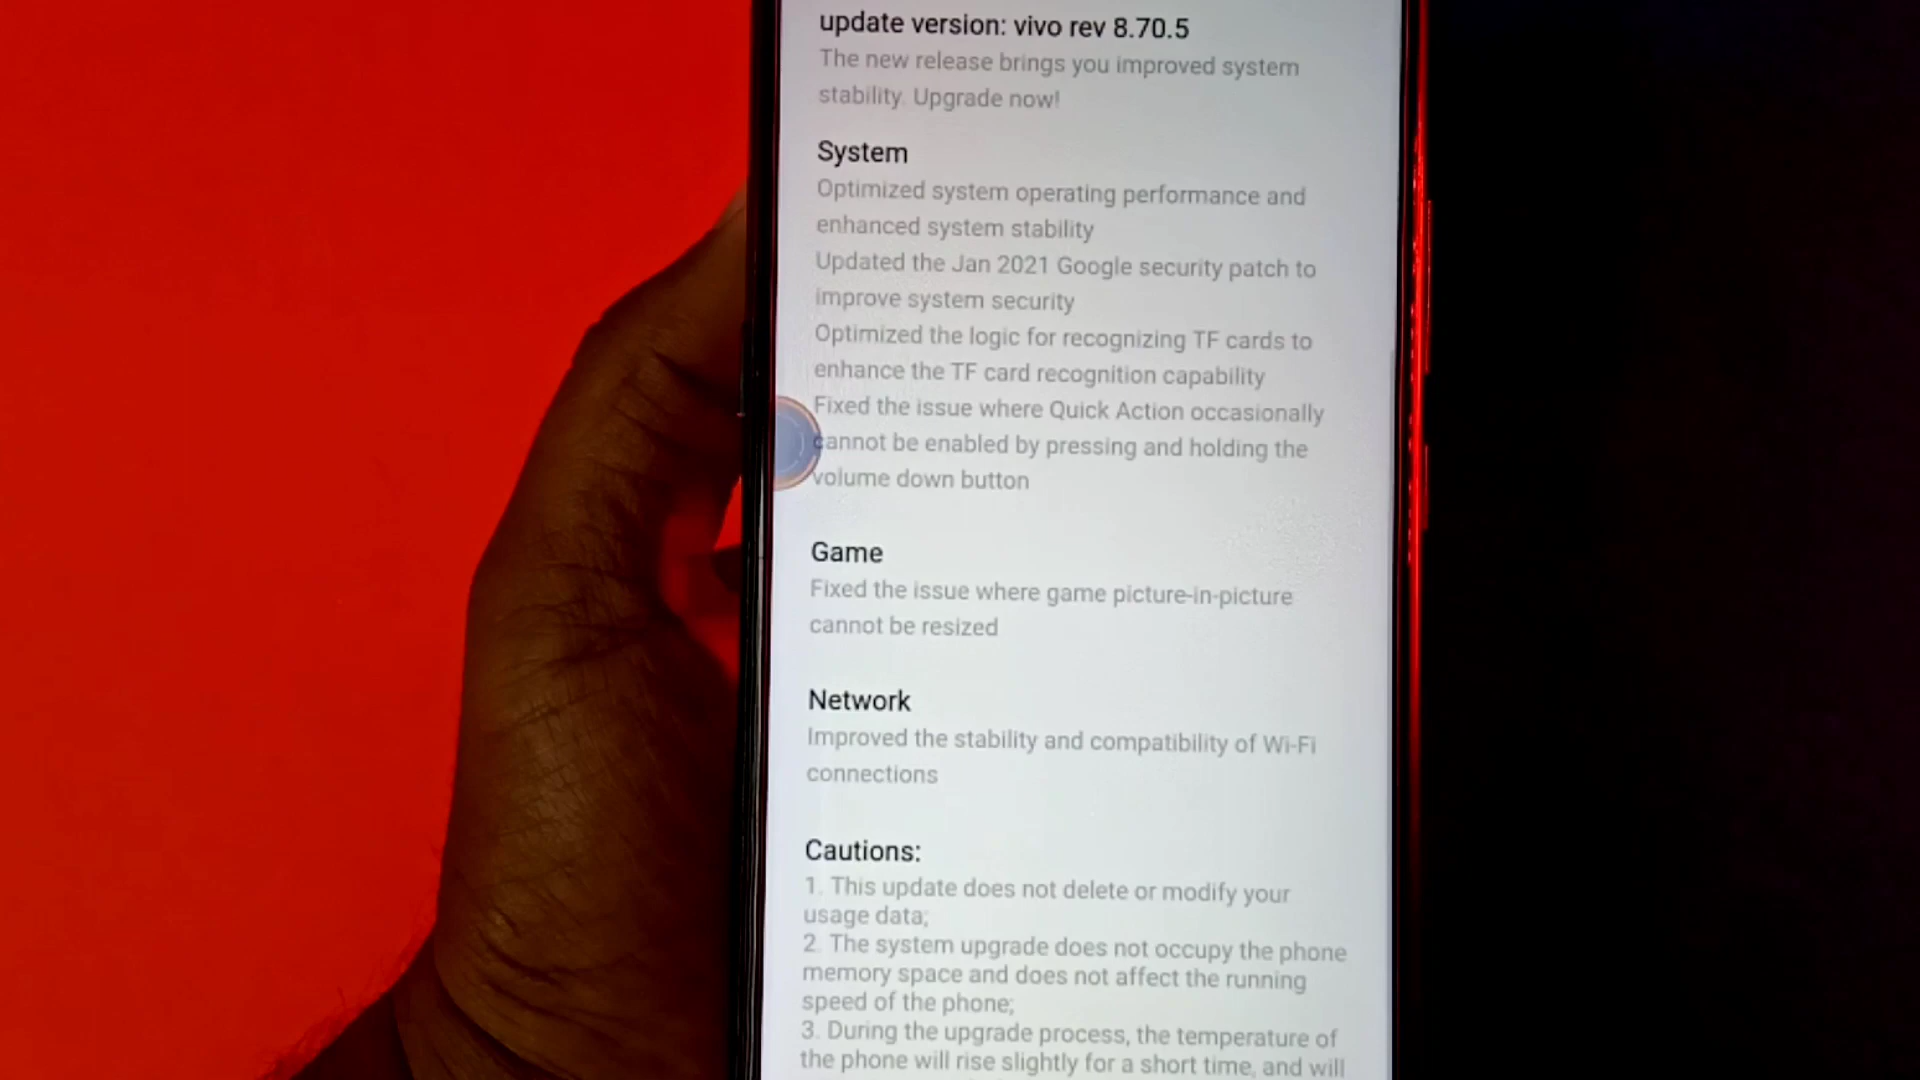 update version: vivo rev 8.70.5
The new release brings you improved system
stability. Upgrade now!
System
Optimized system operating performance and
enhanced system stability
Updated the Jan 2021 Google security patch to
improve system security
Optimized the logic for recognizing TF cards to
enhance the TF card recognition capability
Fixed the issue where Quick Action occasionally
cannot be enabled by pressing and holding the
volume down button
Game
Fixed the issue where game picture-in-picture
cannot be resized
Network
Improved the stability and compatibility of Wi-Fi
connections
Cautions:
1. This update does not delete or modify your
usage data;
2. The system upgrade does not occupy the phone
memory space and does not affect the running
speed of the phone;
3. During the upgrade process, the temperature of
the phone will rise slightly for a short time, and will